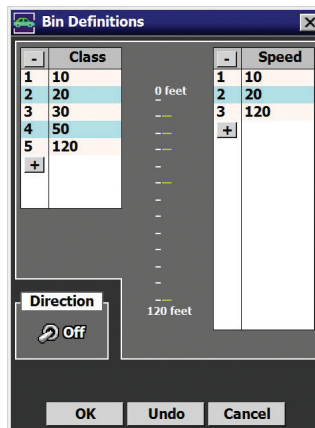 Bin Definitions
- Class
1 10
2 20
3 30
4 50
5 120
+
0 feet
120 feet
- Speed
1 10
2 20
3 120
+
Direction
Off
OK Undo Cancel